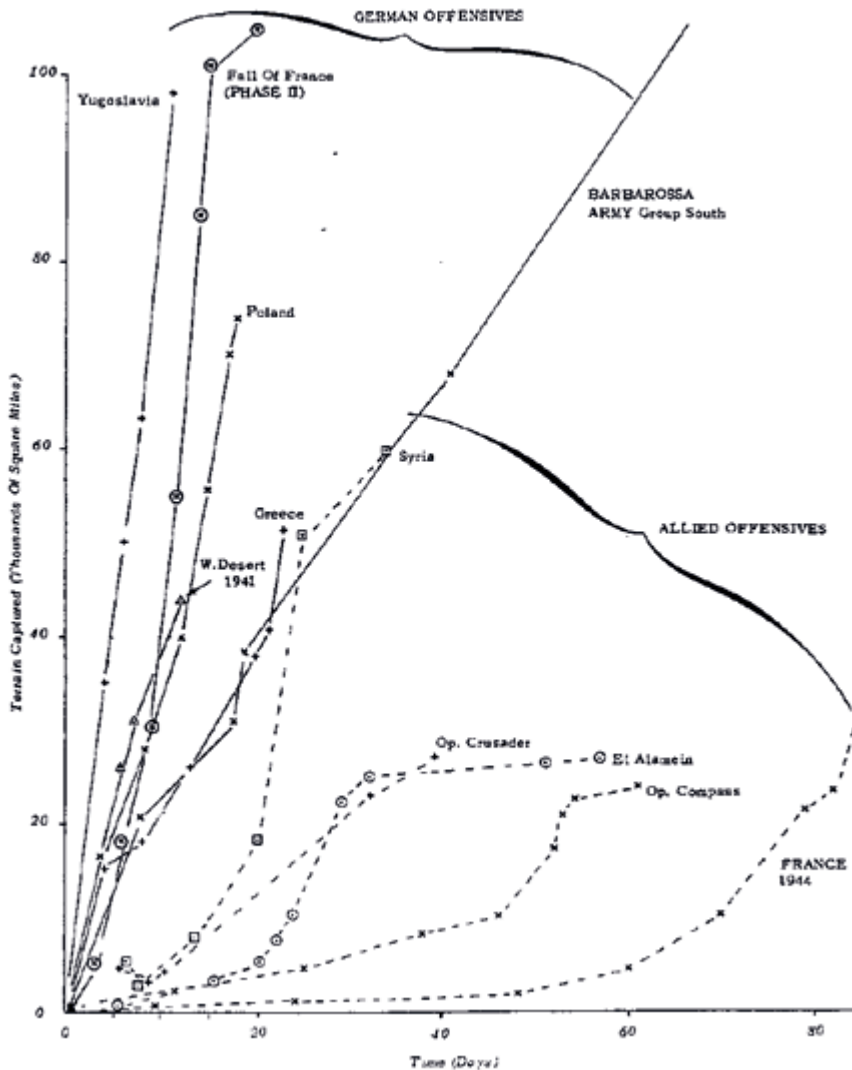 GERMAN OFFENSIVES
100
Fall Of France
(PHASE II)
Yugoslavia
BARBAROSSA
ARMY Group South
80
Poland
60
Syria
Greece
ALLIED OFFENSIVES
W. Desert
1941
40
Op. Crusader
El Alamein
Op. Compass
20
FRANCE
1944
0
0
20
40
60
80
Time (Days)
Terrain Captured (Thousands Of Square Miles)